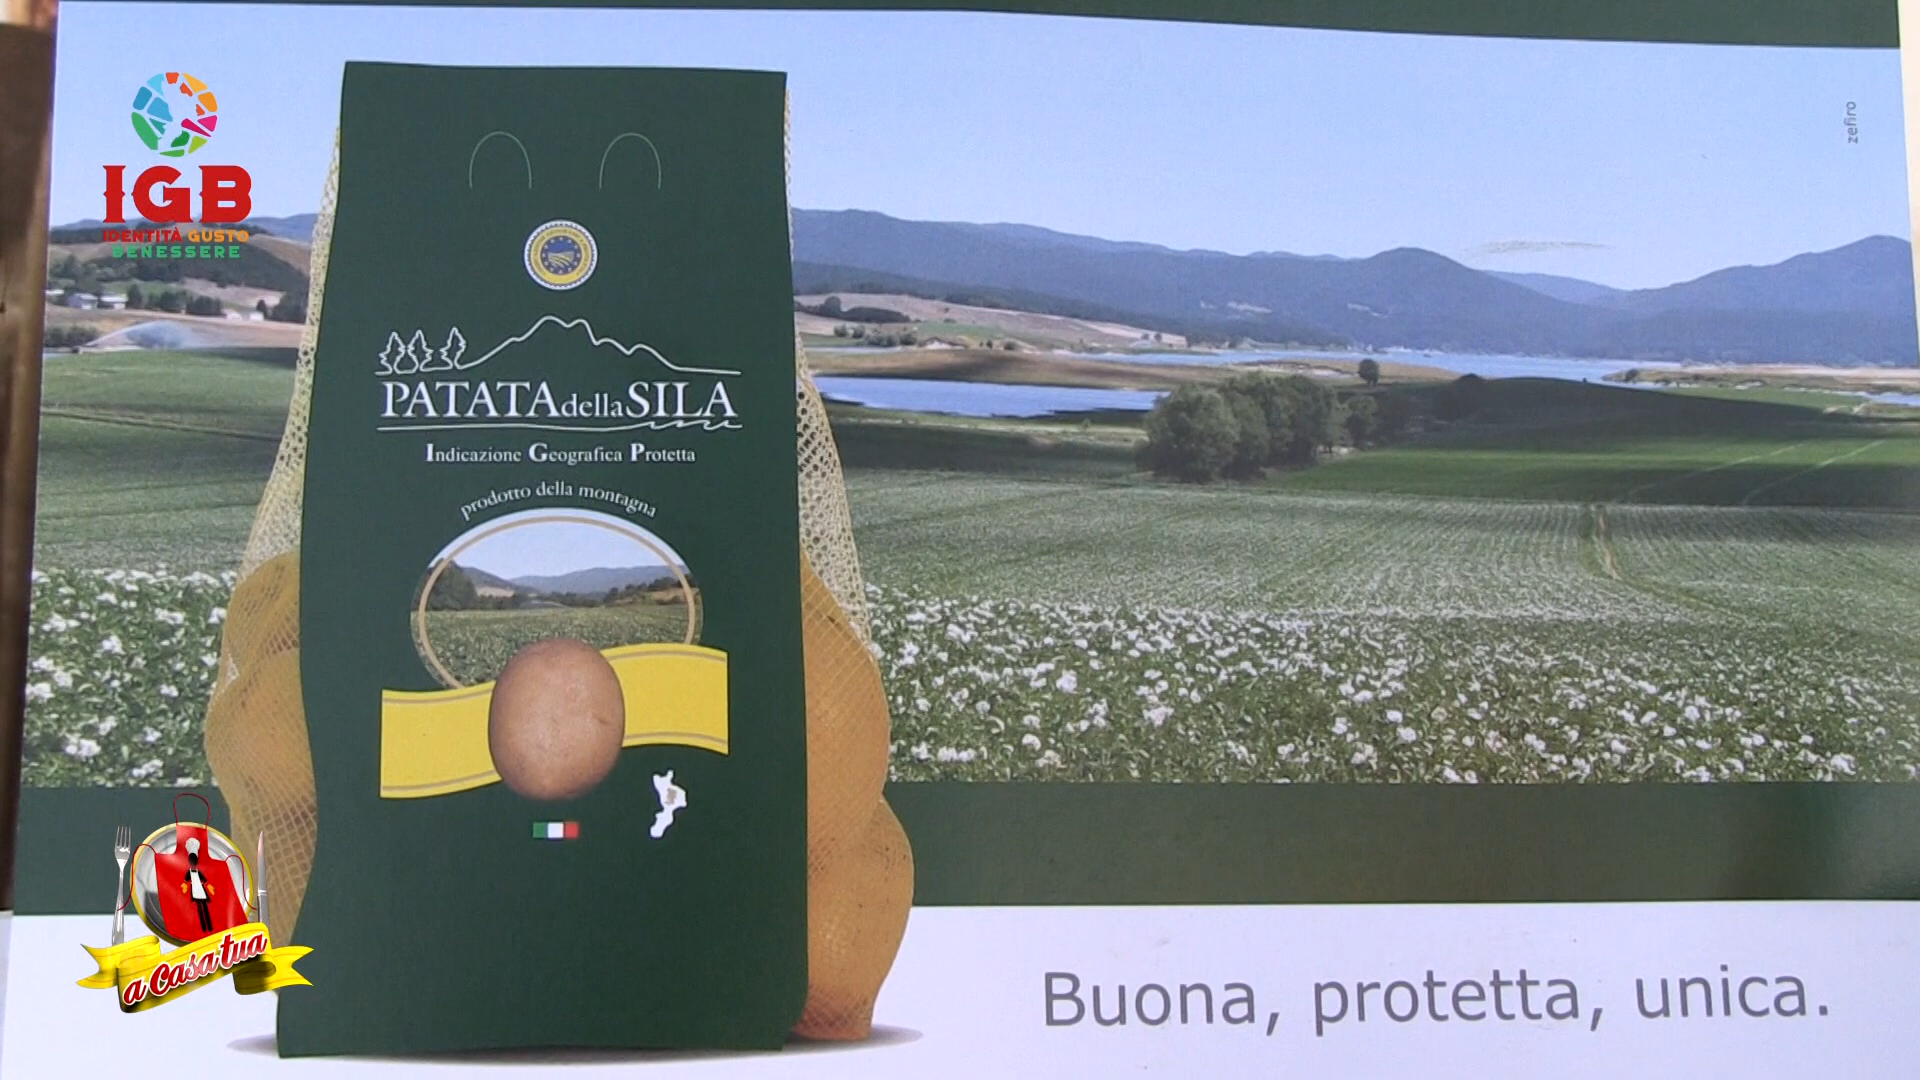 IGB
IDENTITÀ GUSTO
BENESSERE
zefiro
PATATA della SILA
Indicazione Geografica Protetta
prodotto della montagna
a Casa tua
Buona, protetta, unica.